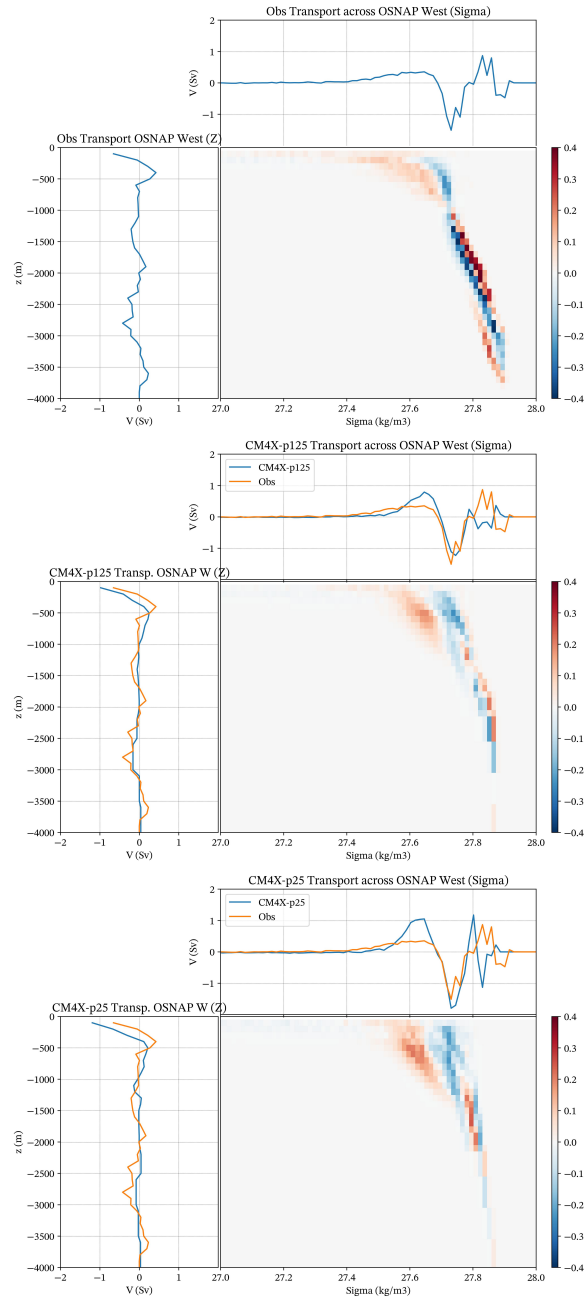 Obs Transport across OSNAP West (Sigma)
2
1
0
−1
V (Sv)
Obs Transport OSNAP West (Z)
0
−500
−1000
−1500
−2000
−2500
−3000
−3500
−4000
z (m)
−2 −1 0 1
V (Sv)
27.0 27.2 27.4 27.6 27.8 28.0
Sigma (kg/m3)
0.4
0.3
0.2
0.1
0.0
−0.1
−0.2
−0.3
−0.4
CM4X-p125 Transport across OSNAP West (Sigma)
2
1
0
−1
V (Sv)
CM4X-p125
Obs
CM4X-p125 Transp. OSNAP W (Z)
0
−500
−1000
−1500
−2000
−2500
−3000
−3500
−4000
z (m)
−2 −1 0 1
V (Sv)
27.0 27.2 27.4 27.6 27.8 28.0
Sigma (kg/m3)
0.4
0.3
0.2
0.1
0.0
−0.1
−0.2
−0.3
−0.4
CM4X-p25 Transport across OSNAP West (Sigma)
2
1
0
−1
V (Sv)
CM4X-p25
Obs
CM4X-p25 Transp. OSNAP W (Z)
0
−500
−1000
−1500
−2000
−2500
−3000
−3500
−4000
z (m)
−2 −1 0 1
V (Sv)
27.0 27.2 27.4 27.6 27.8 28.0
Sigma (kg/m3)
0.4
0.3
0.2
0.1
0.0
−0.1
−0.2
−0.3
−0.4